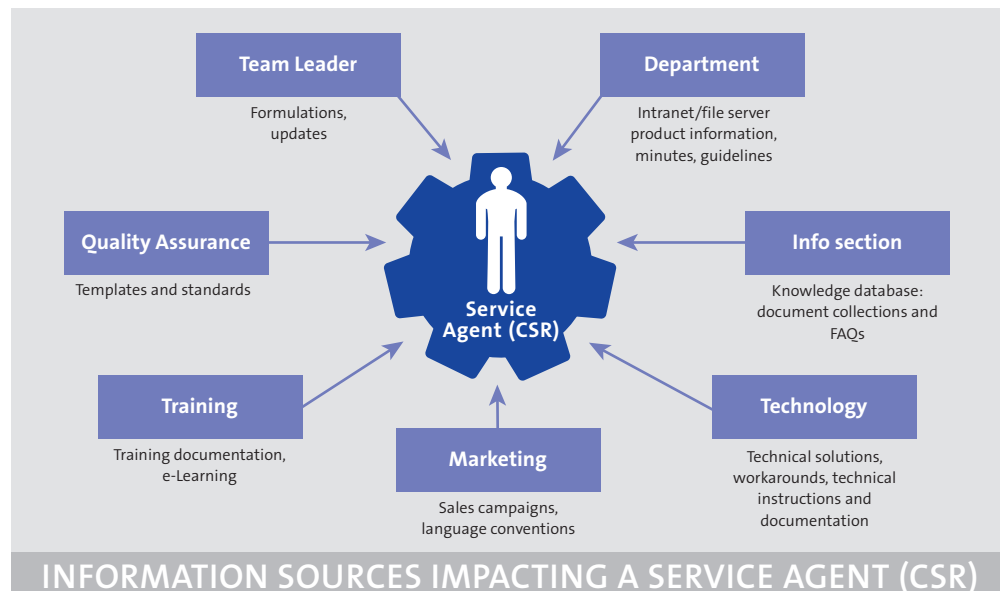 Team Leader
Formulations,
updates
Department
Intranet/file server
product information,
minutes, guidelines
Quality Assurance
Templates and standards
Service
Agent (CSR)
Info section
Knowledge database:
document collections and
FAQs
Training
Training documentation,
e-Learning
Marketing
Sales campaigns,
language conventions
Technology
Technical solutions,
workarounds, technical
instructions and
documentation
INFORMATION SOURCES IMPACTING A SERVICE AGENT (CSR)